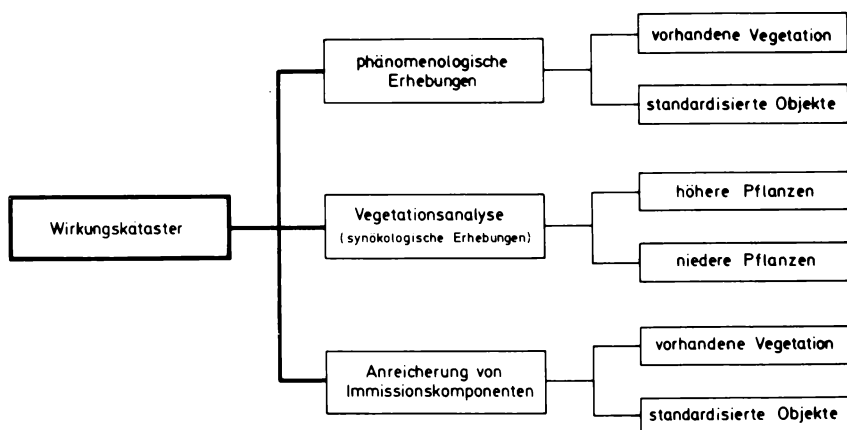 Wirkungskataster
phänomenologische
Erhebungen
vorhandene Vegetation
standardisierte Objekte
Vegetationsanalyse
(synökologische Erhebungen)
höhere Pflanzen
niedere Pflanzen
Anreicherung von
Immissionskomponenten
vorhandene Vegetation
standardisierte Objekte